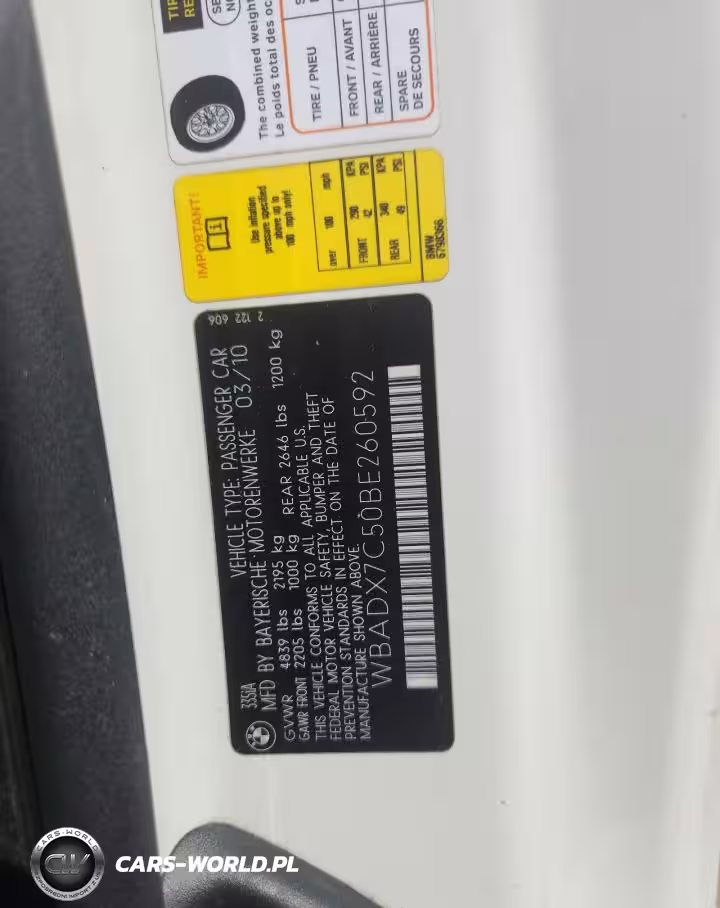 335IA
VEHICLE TYPE: PASSENGER CAR
MFD BY BAYERISCHE MOTORENWERKE 03/10
GVWR 4839 lbs 2195 kg
GAWR FRONT 2205 lbs 1000 kg REAR 2646 lbs 1200 kg
THIS VEHICLE CONFORMS TO ALL APPLICABLE U.S.
FEDERAL MOTOR VEHICLE SAFETY, BUMPER AND THEFT
PREVENTION STANDARDS IN EFFECT ON THE DATE OF
MANUFACTURE SHOWN ABOVE.
WBADX7C50BE260592
2 122 606
IMPORTANT!
Use inflation
pressure specified
above up to
100 mph only!
over 100 mph
FRONT 290 KPA
42 PSI
REAR 340 KPA
49 PSI
BMW
6798366
The combined weight
Le poids total des oc
TIRE / PNEU
FRONT / AVANT
REAR / ARRIÈRE
SPARE
DE SECOURS
CARS-WORLD
CW
CARS-WORLD.PL